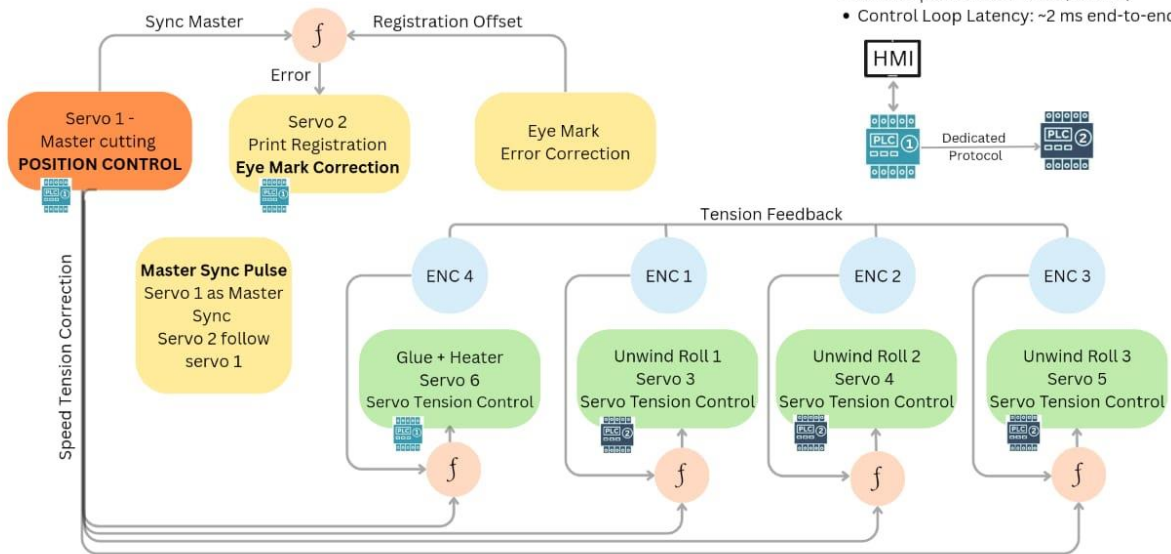 Sync Master
Registration Offset
• Control Loop Latency: ~2 ms end-to-end
f
HMI
Error
Servo 1 -
Master cutting
POSITION CONTROL
Servo 2
Print Registration
Eye Mark Correction
Eye Mark
Error Correction
PLC 1
Dedicated
Protocol
PLC 2
PLC 1
PLC 1
Tension Feedback
Speed Tension Correction
Master Sync Pulse
Servo 1 as Master
Sync
Servo 2 follow
servo 1
ENC 4
ENC 1
ENC 2
ENC 3
Glue + Heater
Servo 6
Servo Tension Control
Unwind Roll 1
Servo 3
Servo Tension Control
Unwind Roll 2
Servo 4
Servo Tension Control
Unwind Roll 3
Servo 5
Servo Tension Control
PLC 1
PLC 2
PLC 2
PLC 2
f
f
f
f